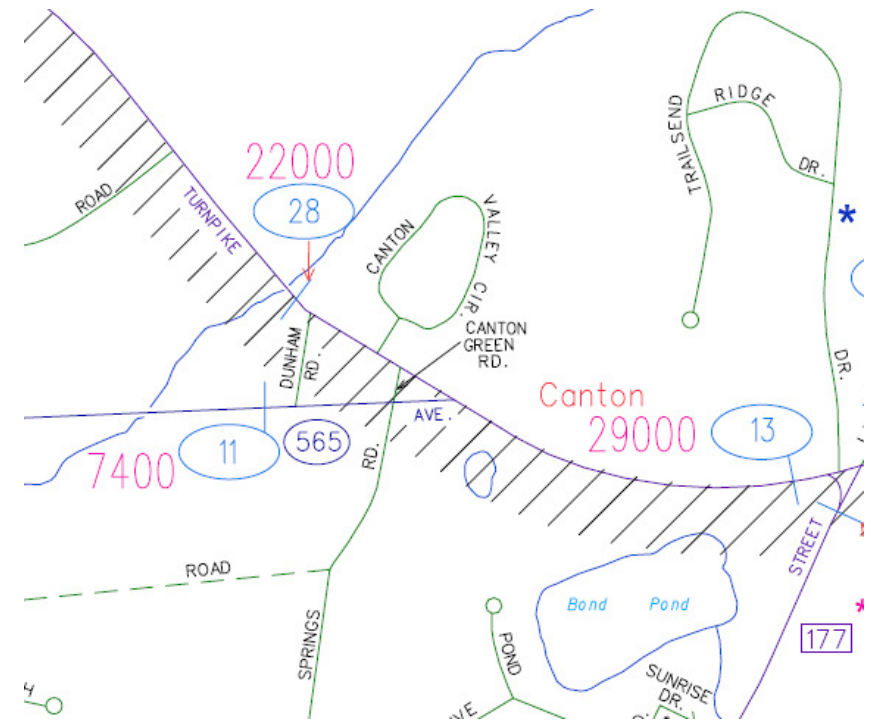 RIDGE
DR.
TRAILSEND
22000
28
ROAD
TURNPIKE
CANTON
VALLEY
CIR.
*
DUNHAM
RD.
CANTON
GREEN
RD.
DR.
Canton
29000
13
AVE.
565
11
7400
RD.
STREET
ROAD
Bond Pond
*
177
SPRINGS
POND
SUNRISE
DR.